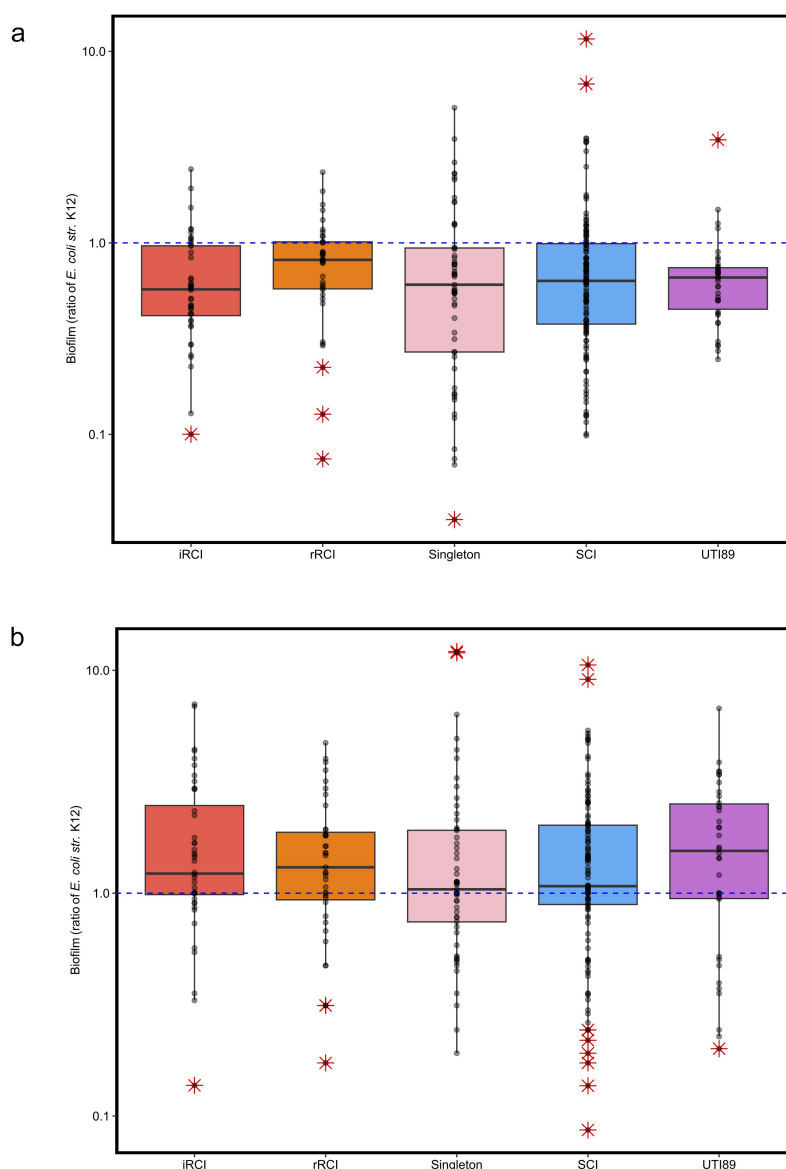 a
10.0
1.0
0.1
Biofilm (ratio of E. coli str. K12)
iRCI rRCI Singleton SCI UTI89
b
10.0
1.0
0.1
Biofilm (ratio of E. coli str. K12)
iRCI rRCI Singleton SCI UTI89